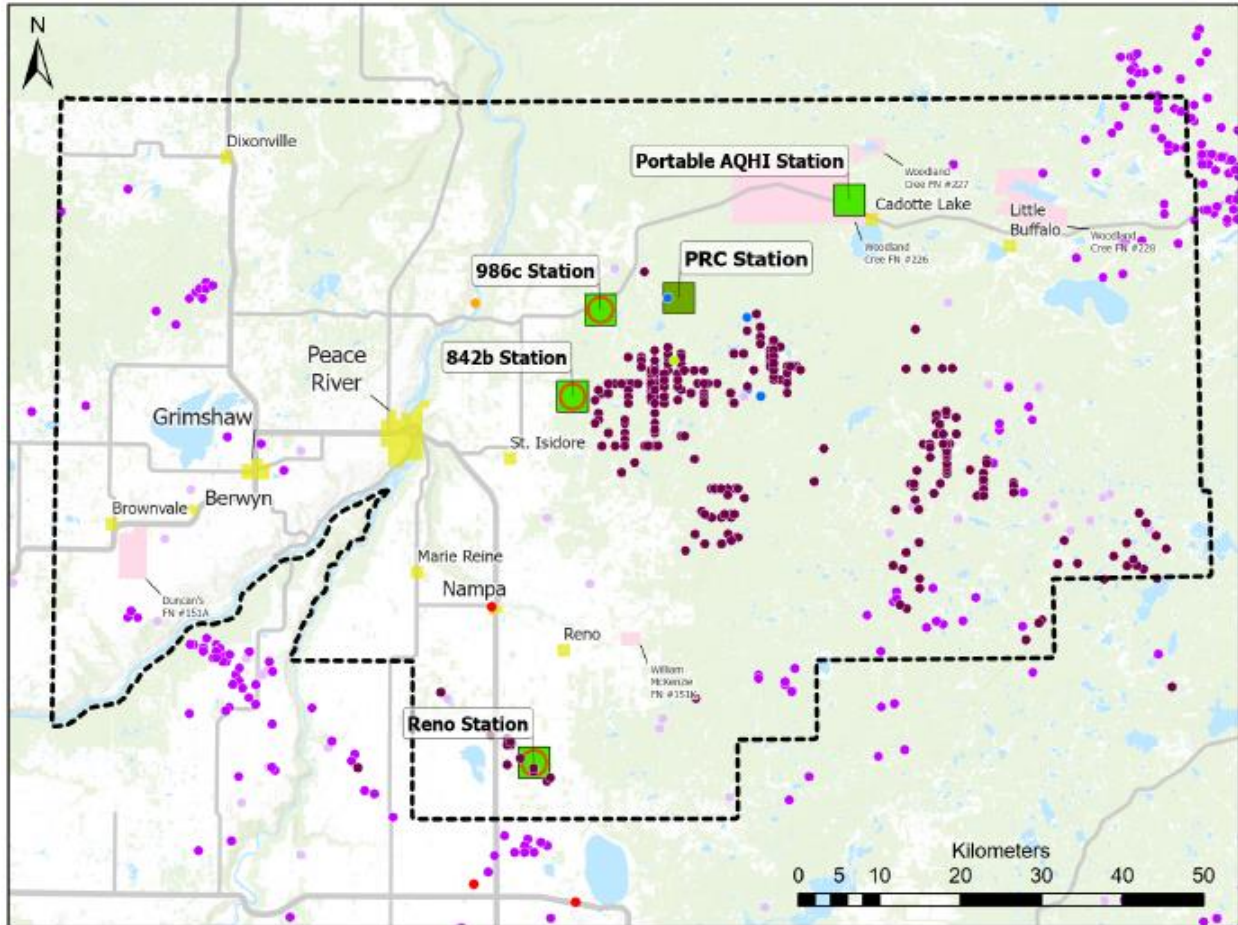 N
Dixonville
Portable AQHI Station
Woodland
Cree FN #227
Cadotte Lake
Little
Buffalo
Woodland
Cree FN #226
Woodland
Cree FN #228
986c Station
PRC Station
842b Station
Peace
River
Grimshaw
St. Isidore
Berwyn
Brownvale
Marie Reine
Duncan's
FN #151A
Nampa
Reno
William
McKenzie
FN #151K
Reno Station
Kilometers
0 5 10 20 30 40 50